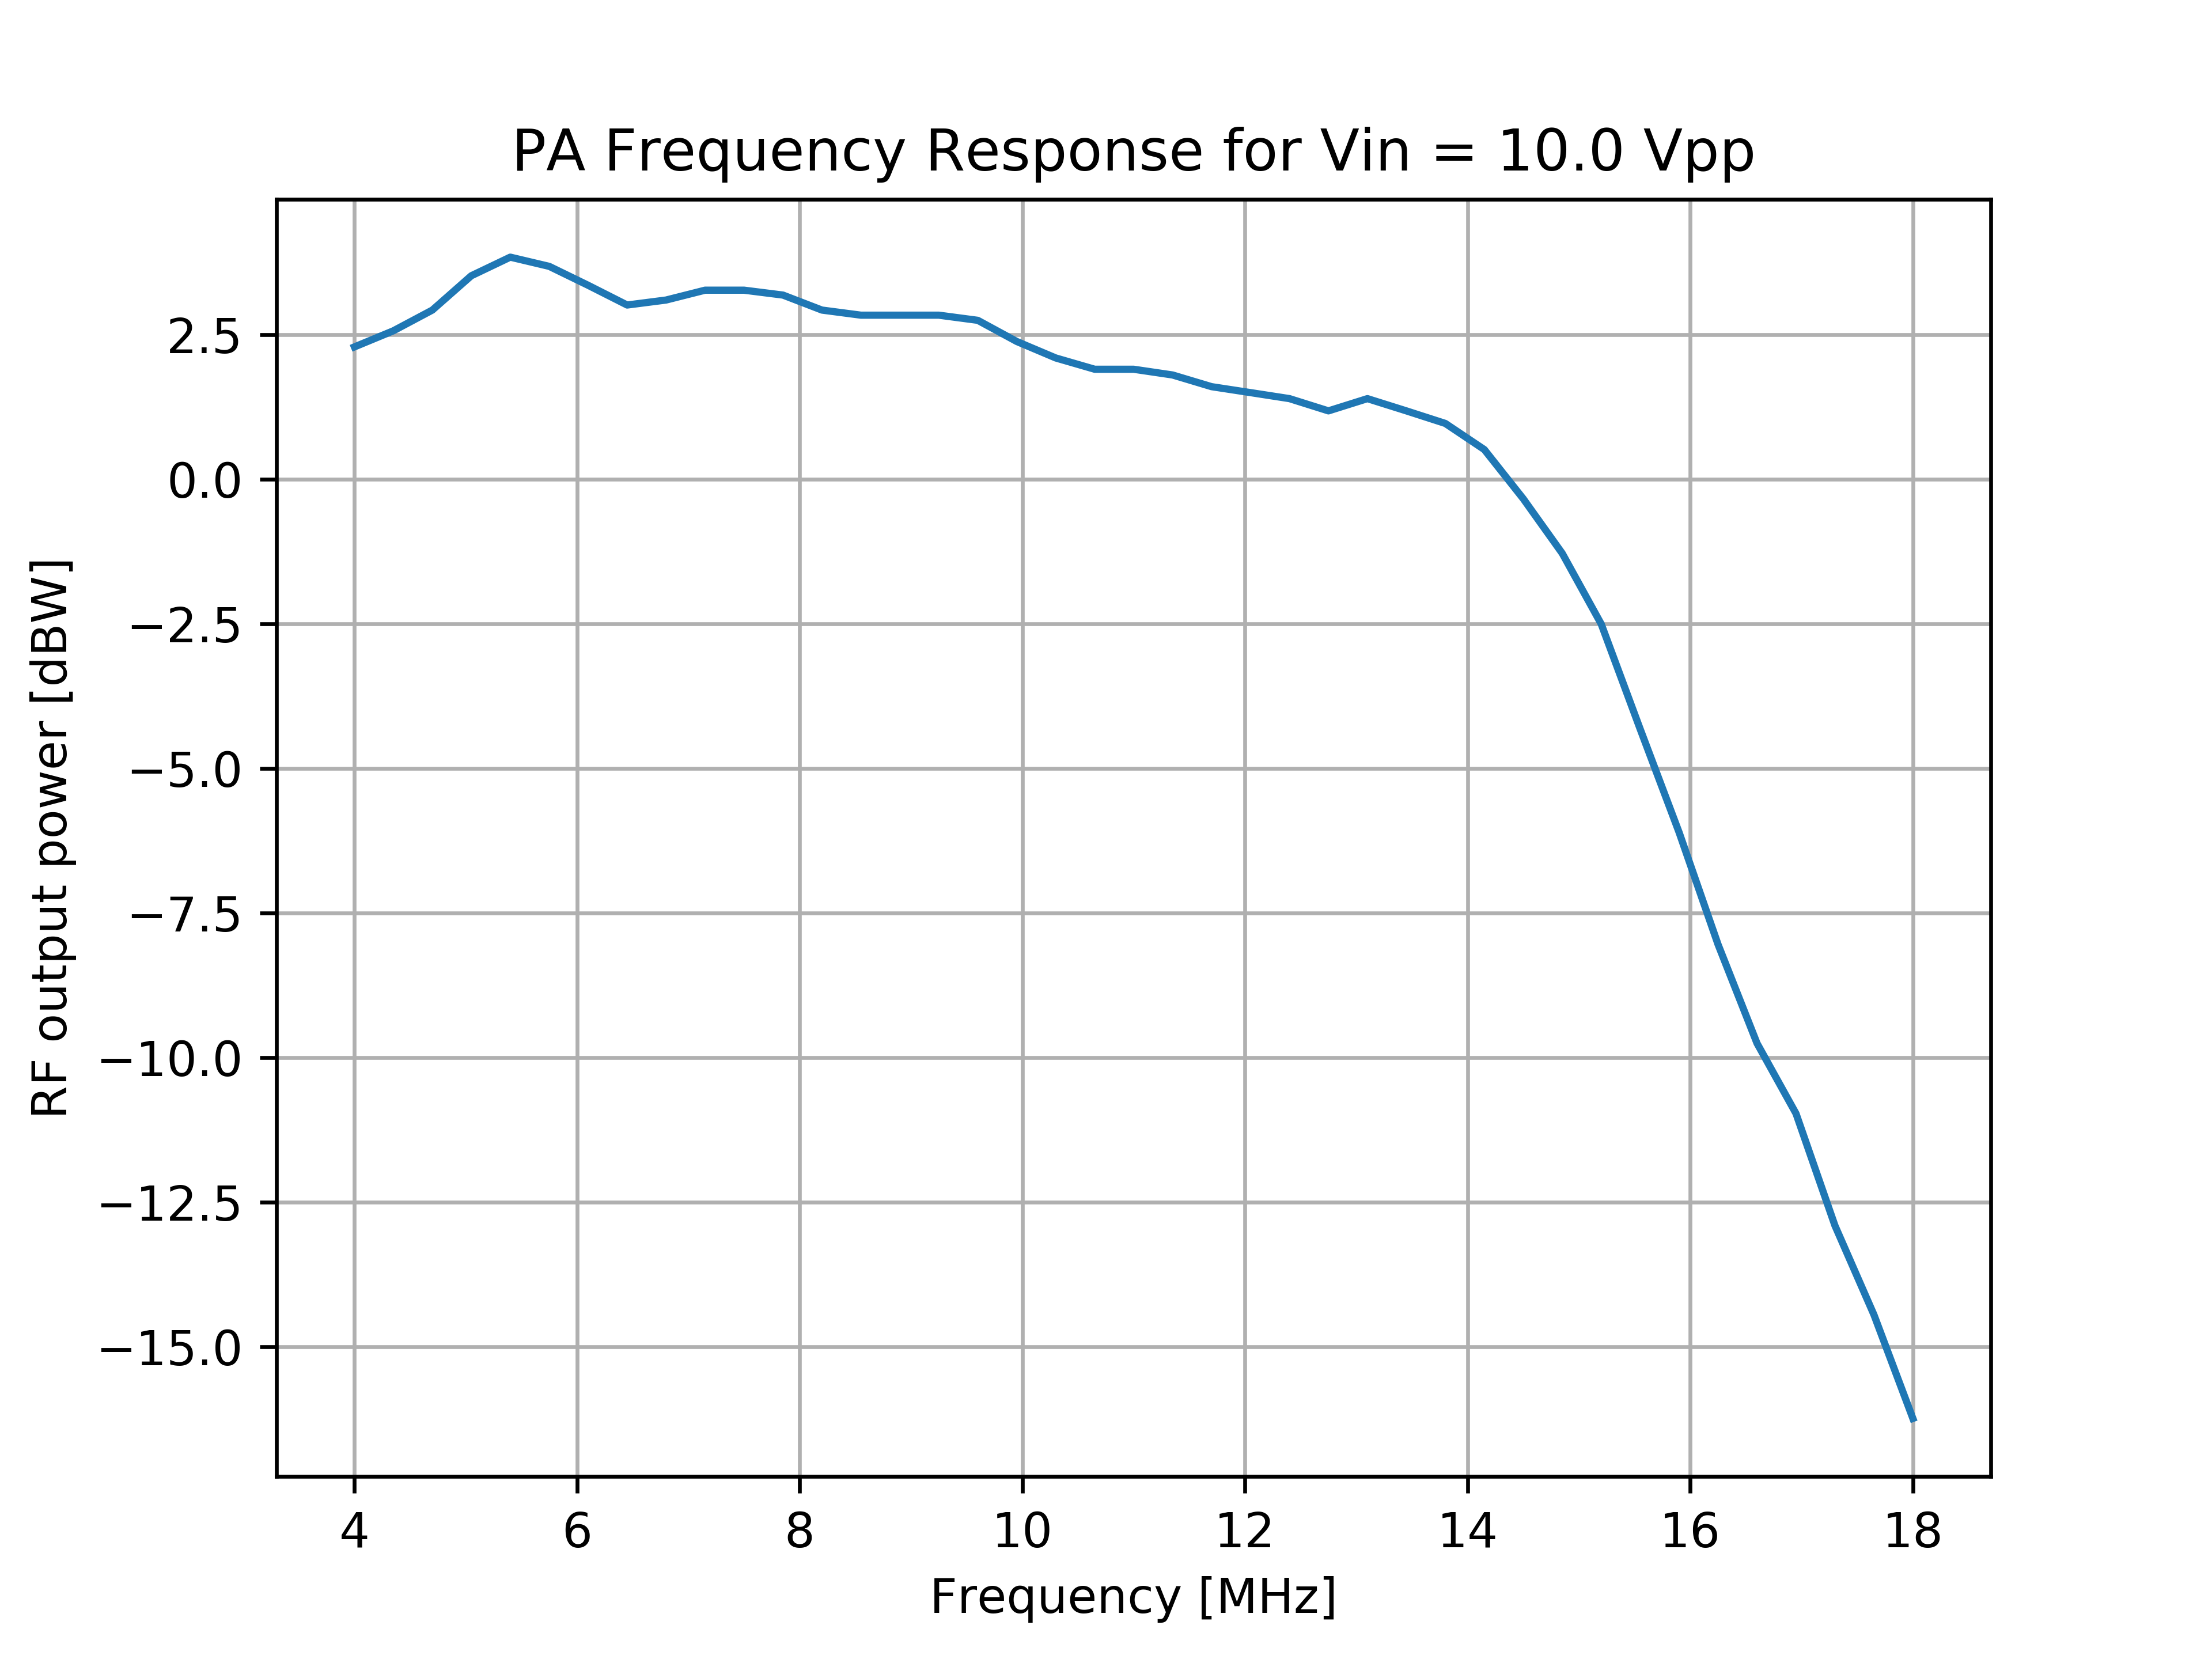 PA Frequency Response for Vin = 10.0 Vpp
RF output power [dBW]
2.5
0.0
−2.5
−5.0
−7.5
−10.0
−12.5
−15.0
4 6 8 10 12 14 16 18
Frequency [MHz]